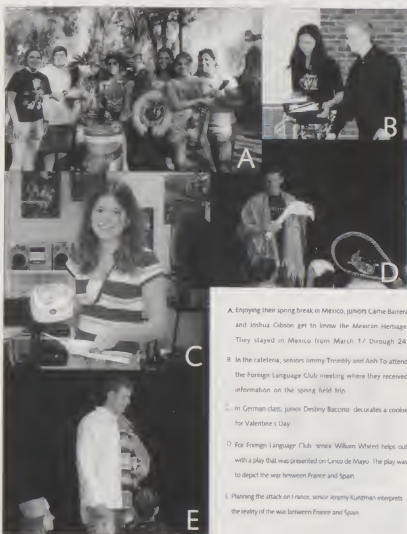 A
B
C
D
E
A. Enjoying their spring break in Mexico, juniors Carrie Barrera
and Joshua Gibson get to know the Mexican Heritage.
They stayed in Mexico from March 17 through 24
B. In the cafeteria, seniors Jimmy Trembly and Anh To attend
the Foreign Language Club meeting where they received
information on the spring field trip.
C. In German class, junior Destiny Baccino decorates a cookie
for Valentine's Day
D. For Foreign Language Club senior William Whited helps out
with a play that was presented on Cinco de Mayo The play was
to depict the war between France and Spain
E. Planning the attack on France, senior Jeremy Kunzman interprets
the reality of the war between France and Spain